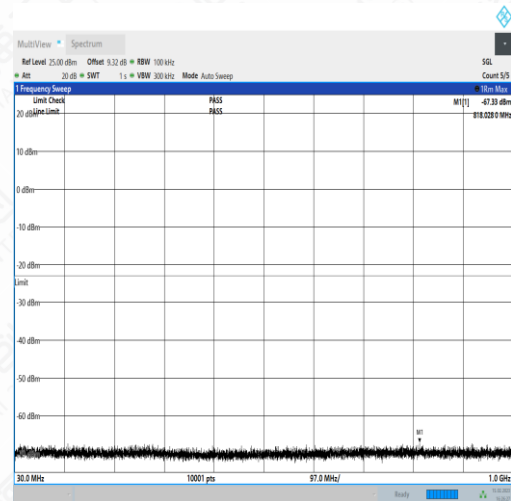 MultiView Spectrum
Ref Level 25.00 dBm Offset 9.32 dB RBW 100 kHz SGL
Att 20 dB SWT 1 s VBW 300 kHz Mode Auto Sweep Count 5/5
1 Frequency Sweep 1Rm Max
Limit Check PASS M1[1] -67.33 dBm
20 dBm Line Limit PASS 818.028 0 MHz
10 dBm
0 dBm
-10 dBm
-20 dBm
Limit
-30 dBm
-40 dBm
-50 dBm
-60 dBm
M1
30.0 MHz 10001 pts 97.0 MHz/ 1.0 GHz
Ready